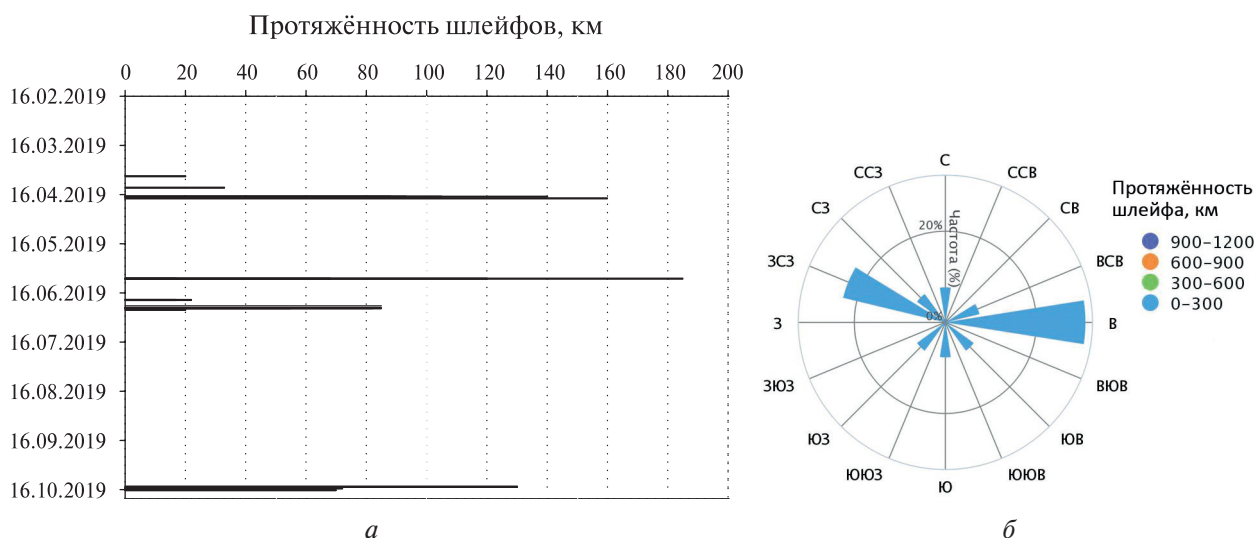 Протяжённость шлейфов, км
0 20 40 60 80 100 120 140 160 180 200
16.02.2019
16.03.2019
16.04.2019
16.05.2019
16.06.2019
16.07.2019
16.08.2019
16.09.2019
16.10.2019
а
С
ССВ
СВ
ВСВ
В
ВЮВ
ЮВ
ЮЮВ
Ю
ЮЮЗ
ЮЗ
ЗЮЗ
З
ЗСЗ
СЗ
ССЗ
20%
0%
Частота (%)
Протяжённость
шлейфа, км
900–1200
600–900
300–600
0–300
б